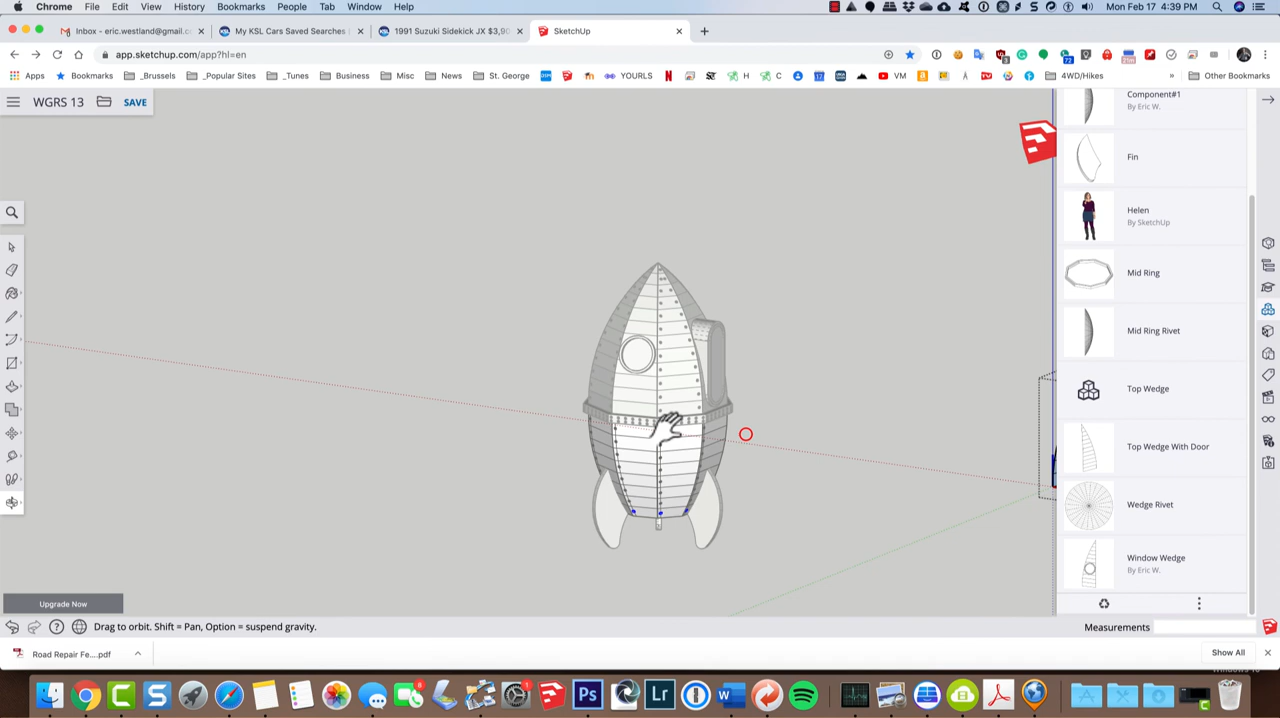 Chrome File Edit View History Bookmarks People Tab Window Help Mon Feb 17 4:39 PM
Inbox - eric.westland@gmail.c
My KSL Cars Saved Searches
1991 Suzuki Sidekick JX $3,90
SketchUp
app.sketchup.com/app?hl=en
Apps Bookmarks _Brussels _Popular Sites _Tunes Business Misc News St. George YOURLS H C VM 4WD/Hikes » Other Bookmarks
WGRS 13 SAVE
Component#1
By Eric W.
Fin
Helen
By SketchUp
Mid Ring
Mid Ring Rivet
Top Wedge
Top Wedge With Door
Wedge Rivet
Window Wedge
By Eric W.
Upgrade Now
Drag to orbit. Shift = Pan, Option = suspend gravity.
Measurements
Road Repair Fe....pdf
Show All
Ps
Lr